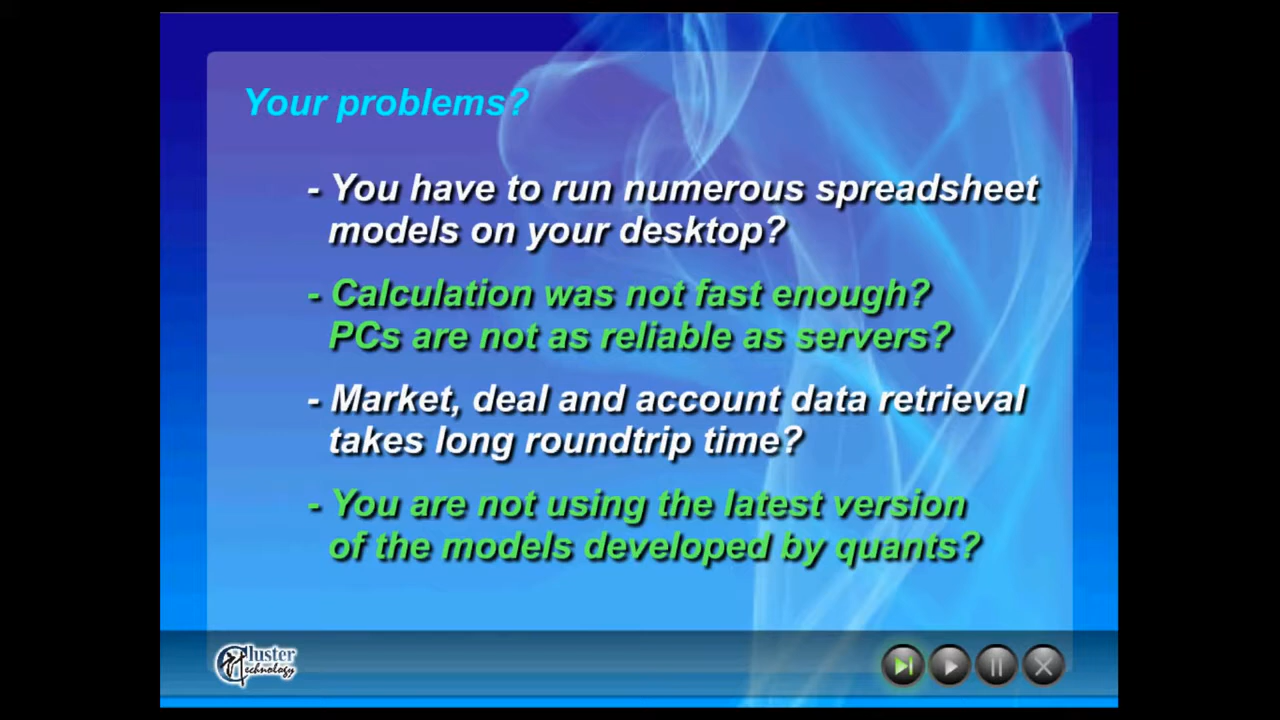 Your problems?
- You have to run numerous spreadsheet
models on your desktop?
- Calculation was not fast enough?
PCs are not as reliable as servers?
- Market, deal and account data retrieval
takes long roundtrip time?
- You are not using the latest version
of the models developed by quants?
Cluster
Technology